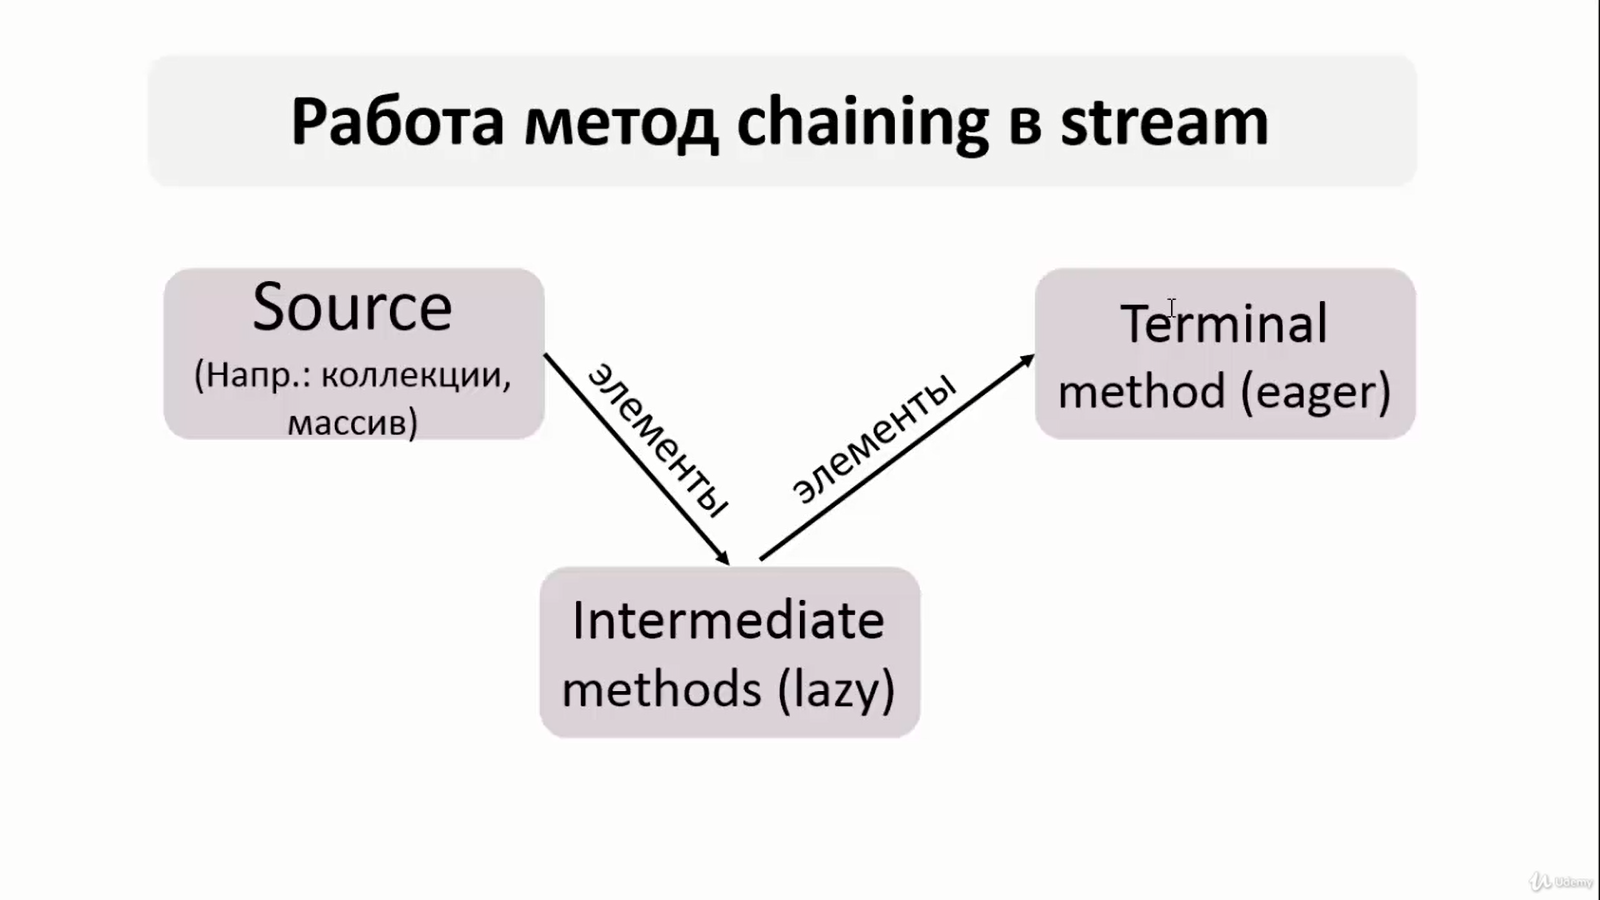 Работа метод chaining в stream
Source
(Напр.: коллекции,
массив)
элементы
элементы
Terminal
method (eager)
Intermediate
methods (lazy)
Udemy